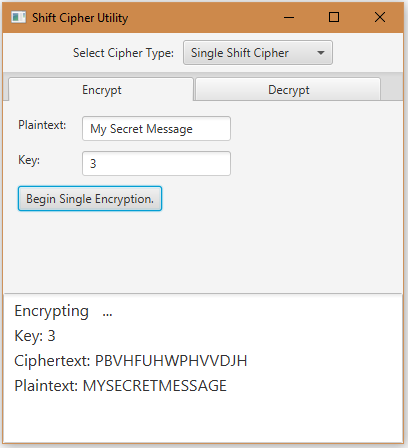 Shift Cipher Utility
Select Cipher Type: Single Shift Cipher
Encrypt Decrypt
Plaintext: My Secret Message
Key: 3
Begin Single Encryption.
Encrypting ...
Key: 3
Ciphertext: PBVHFUHWPHVVDJH
Plaintext: MYSECRETMESSAGE